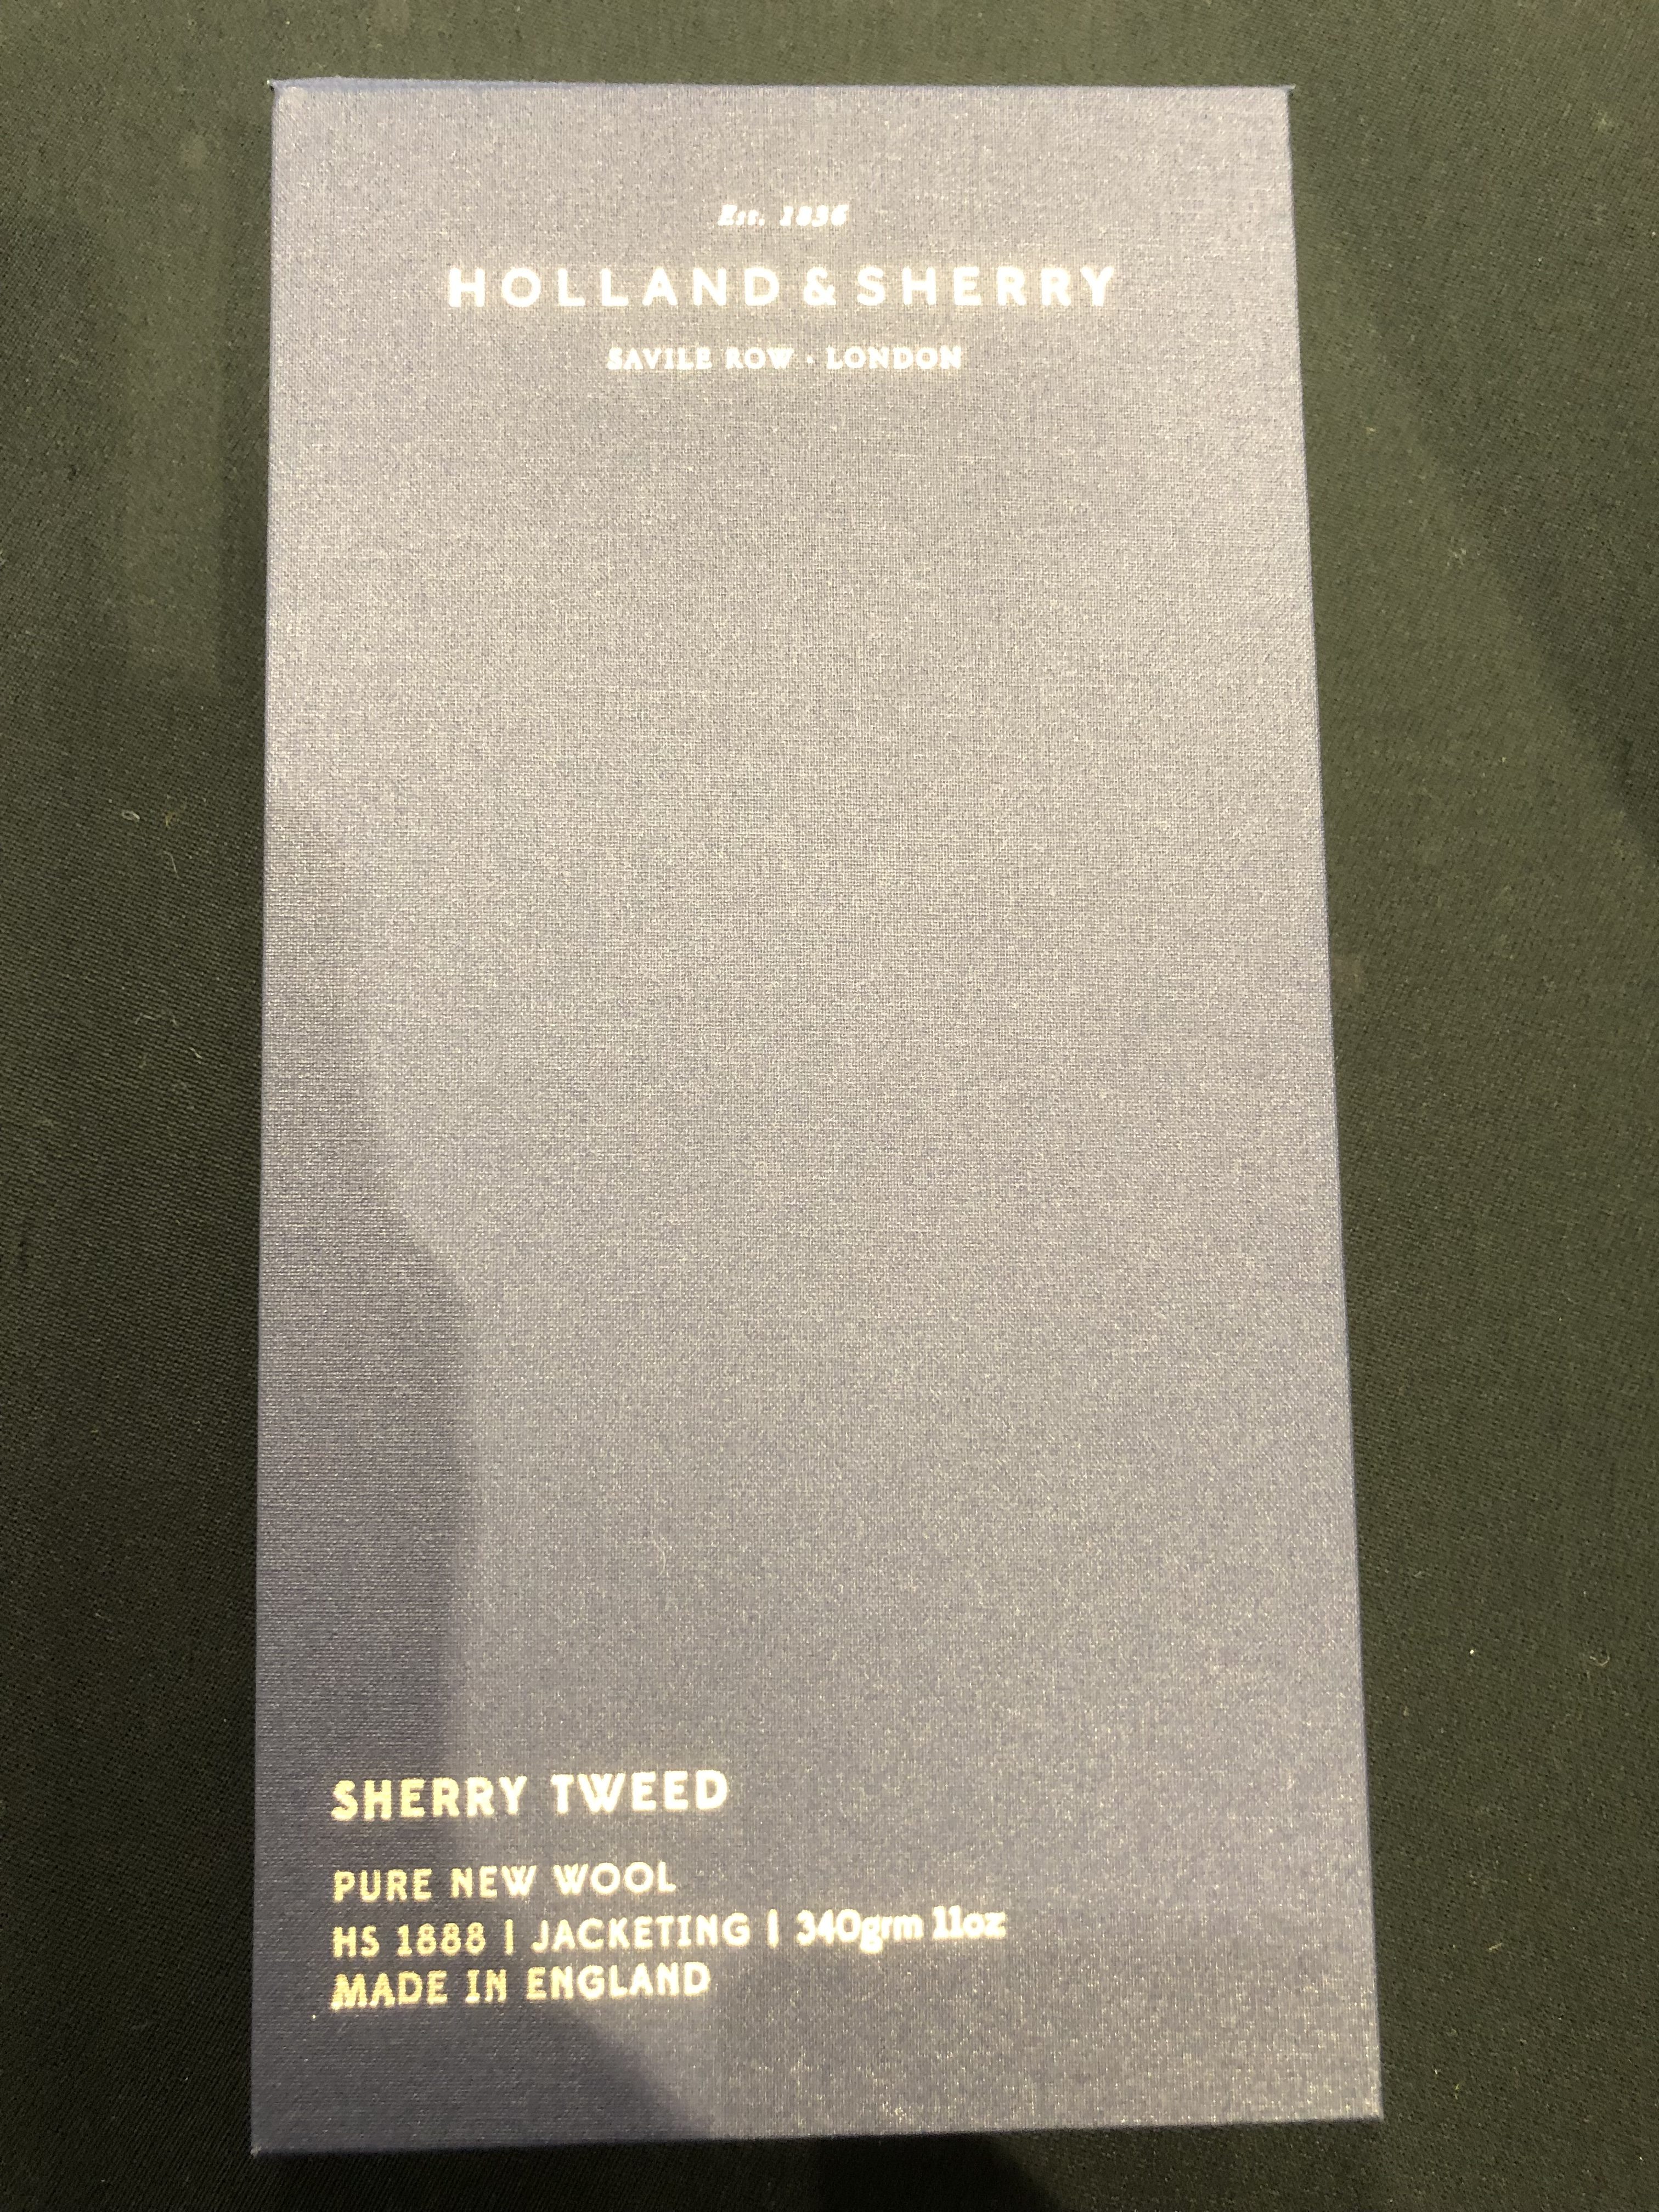 Est. 1836
HOLLAND & SHERRY
SAVILE ROW · LONDON
SHERRY TWEED
PURE NEW WOOL
HS 1888 | JACKETING | 340grm 11oz
MADE IN ENGLAND